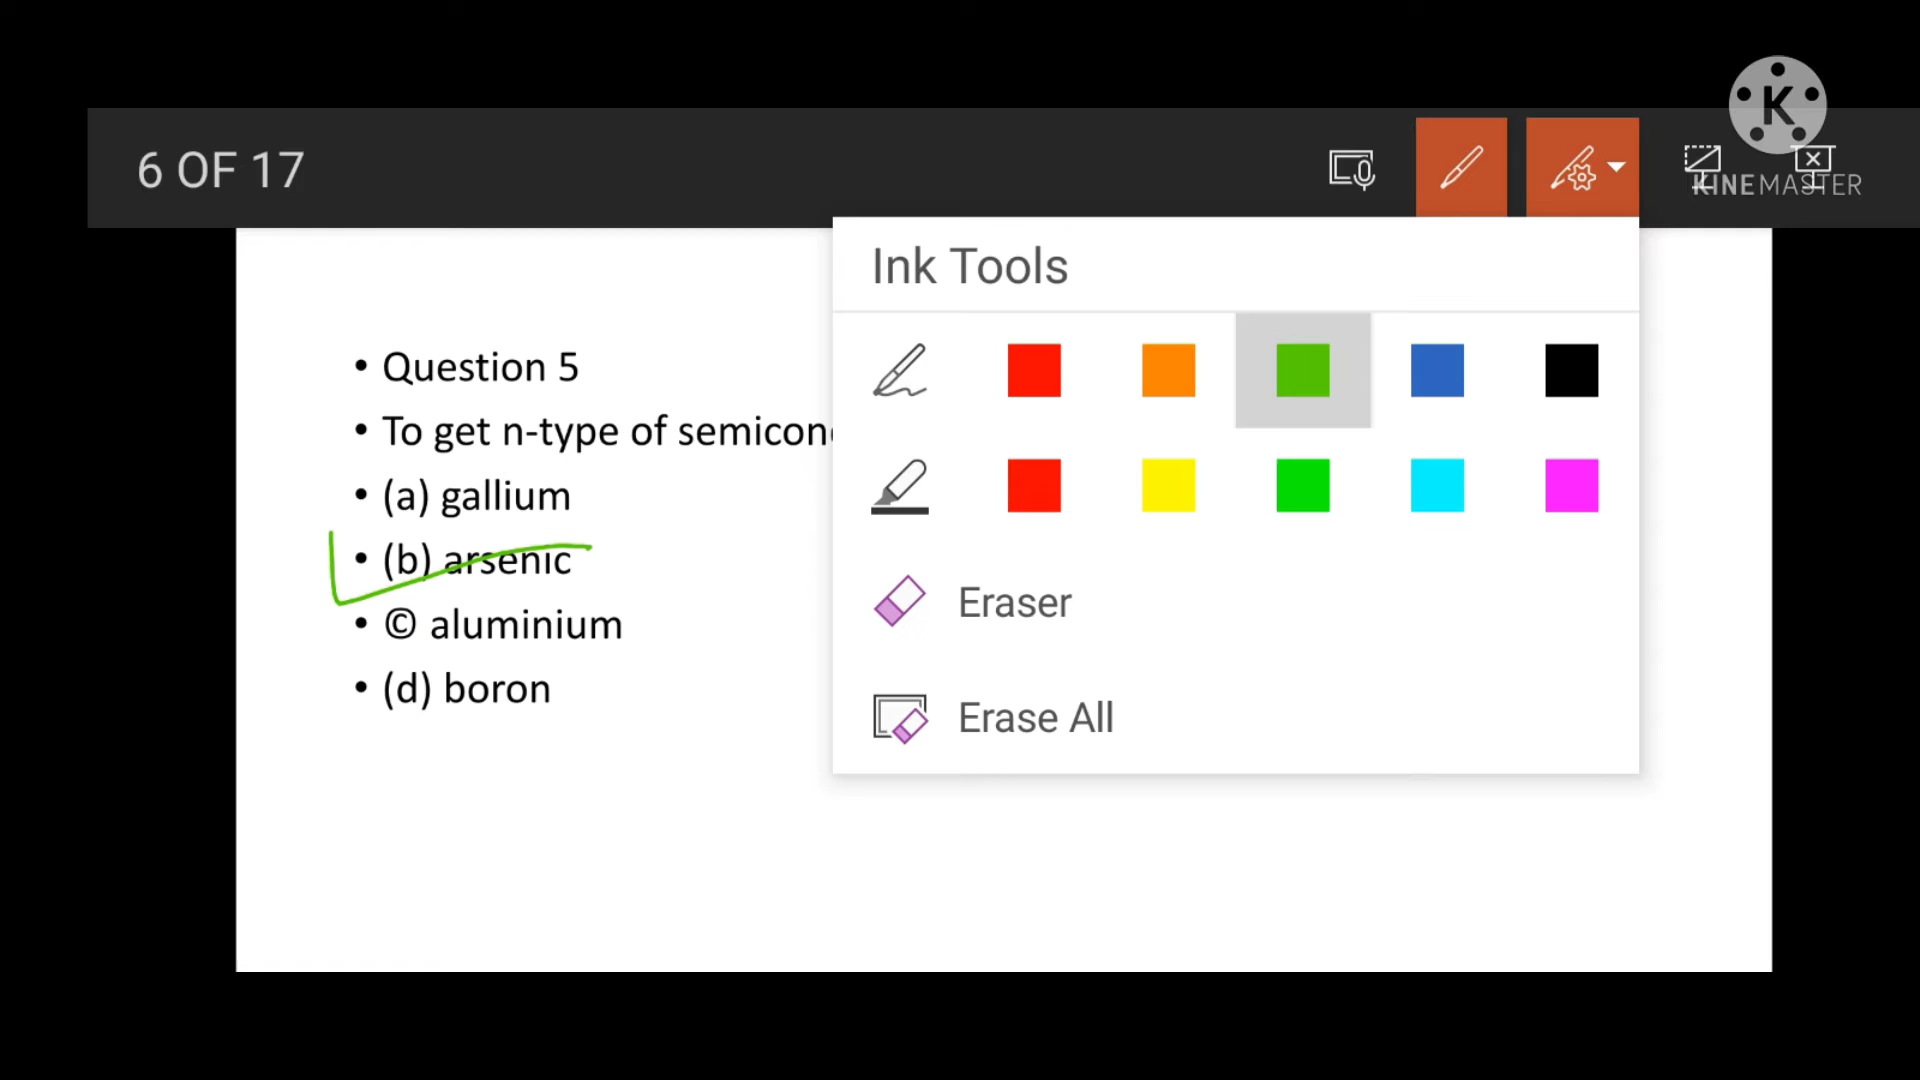 6 OF 17
KINEMASTER
Ink Tools
• Question 5
• To get n-type of semicon
• (a) gallium
• (b) arsenic
• © aluminium
• (d) boron
Eraser
Erase All